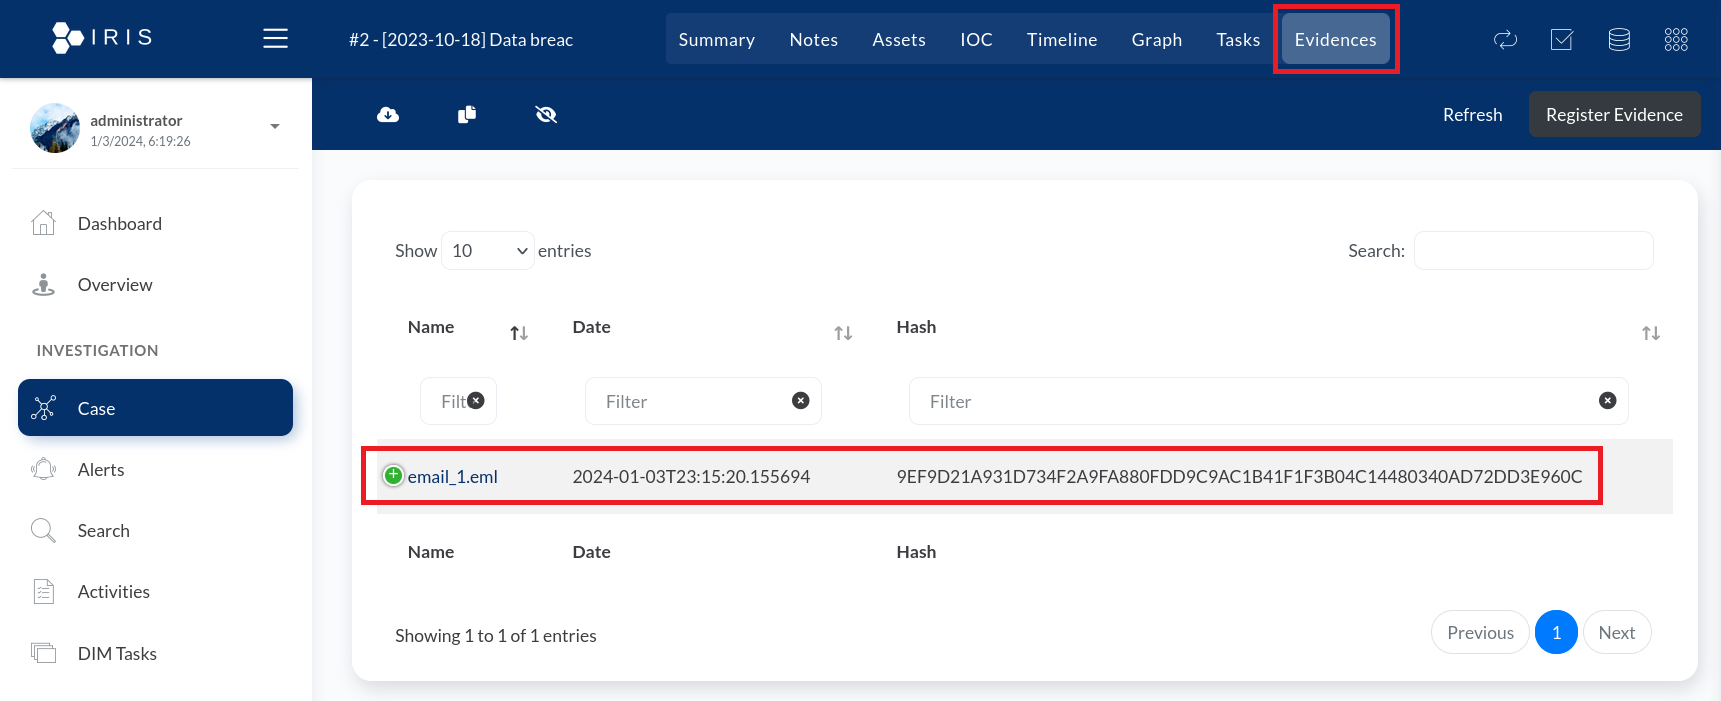 IRIS
#2 - [2023-10-18] Data breac
Summary Notes Assets IOC Timeline Graph Tasks Evidences
administrator
1/3/2024, 6:19:26
Refresh
Register Evidence
Dashboard
Overview
INVESTIGATION
Case
Alerts
Search
Activities
DIM Tasks
Show 10 entries
Search:
Name Date Hash
Filt Filter Filter
email_1.eml 2024-01-03T23:15:20.155694 9EF9D21A931D734F2A9FA880FDD9C9AC1B41F1F3B04C14480340AD72DD3E960C
Name Date Hash
Showing 1 to 1 of 1 entries
Previous 1 Next